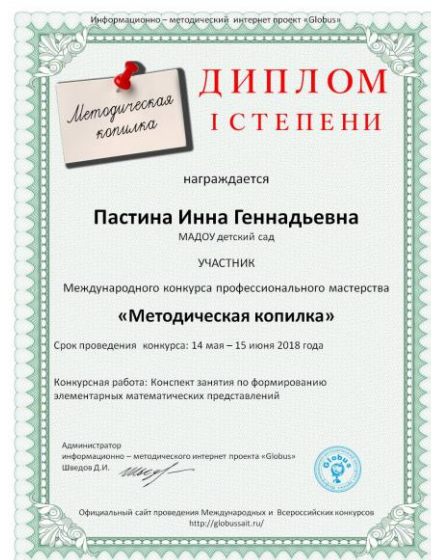 Информационно – методический интернет проект «Globus»
Методическая
копилка
ДИПЛОМ
I СТЕПЕНИ
награждается
Пастина Инна Геннадьевна
МАДОУ детский сад
УЧАСТНИК
Международного конкурса профессионального мастерства
«Методическая копилка»
Срок проведения конкурса: 14 мая – 15 июня 2018 года
Конкурсная работа: Конспект занятия по формированию
элементарных математических представлений
Администратор
информационно – методического интернет проекта «Globus»
Шведов Д.И.
Globus
Официальный сайт проведения Международных и Всероссийских конкурсов
http://globussait.ru/